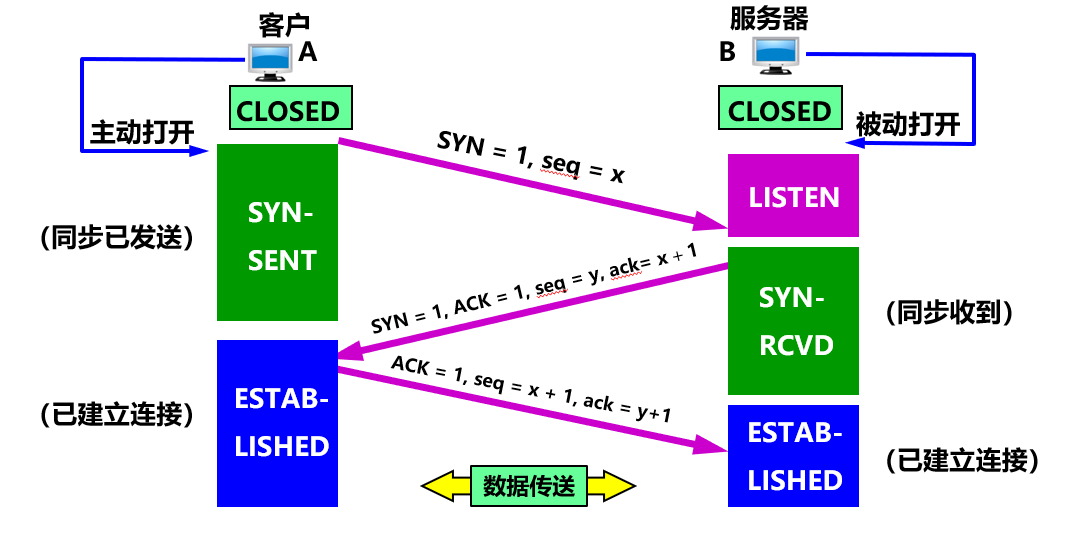 客户
A
服务器
B
CLOSED
CLOSED
主动打开
被动打开
SYN = 1, seq = x
SYN-
SENT
LISTEN
(同步已发送)
SYN = 1, ACK = 1, seq = y, ack= x + 1
SYN-
RCVD
(同步收到)
ACK = 1, seq = x + 1, ack = y+1
ESTAB-
LISHED
(已建立连接)
ESTAB-
LISHED
(已建立连接)
数据传送